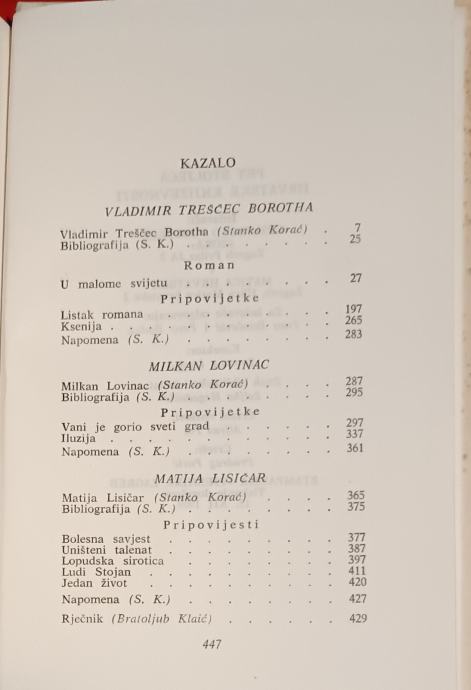 KAZALO
VLADIMIR TREŠČEC BOROTHA
Vladimir Treščec Borotha (Stanko Korać) . 7
Bibliografija (S. K.) . . . . . . . . 25
Roman
U malome svijetu . . . . . . . . 27
Pripovijetke
Listak romana . . . . . . . . 197
Ksenija . . . . . . . . . . . 265
Napomena (S. K.) . . . . . . . . 283
MILKAN LOVINAC
Milkan Lovinac (Stanko Korać) . . . . 287
Bibliografija (S. K.) . . . . . . . . 295
Pripovijetke
Vani je gorio sveti grad . . . . . . 297
Iluzija . . . . . . . . . . . 337
Napomena (S. K.) . . . . . . . . 361
MATIJA LISIČAR
Matija Lisičar (Stanko Korać) . . . . 365
Bibliografija (S. K.) . . . . . . . . 375
Pripovijesti
Bolesna savjest . . . . . . . . 377
Uništeni talenat . . . . . . . . 387
Lopudska sirotica . . . . . . . 397
Ludi Stojan . . . . . . . . . 411
Jedan život . . . . . . . . . 420
Napomena (S. K.) . . . . . . . . 427
Rječnik (Bratoljub Klaić) . . . . . 429
447